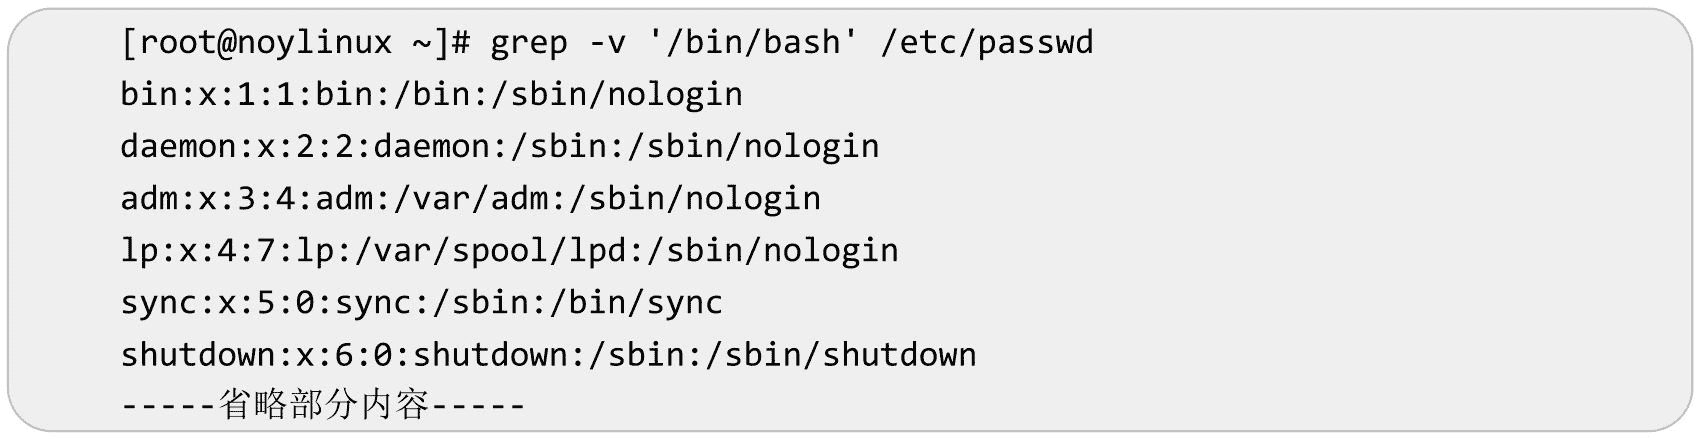 [root@noylinux ~]# grep -v '/bin/bash' /etc/passwd
bin:x:1:1:bin:/bin:/sbin/nologin
daemon:x:2:2:daemon:/sbin:/sbin/nologin
adm:x:3:4:adm:/var/adm:/sbin/nologin
lp:x:4:7:lp:/var/spool/lpd:/sbin/nologin
sync:x:5:0:sync:/sbin:/bin/sync
shutdown:x:6:0:shutdown:/sbin:/sbin/shutdown
-----省略部分内容-----